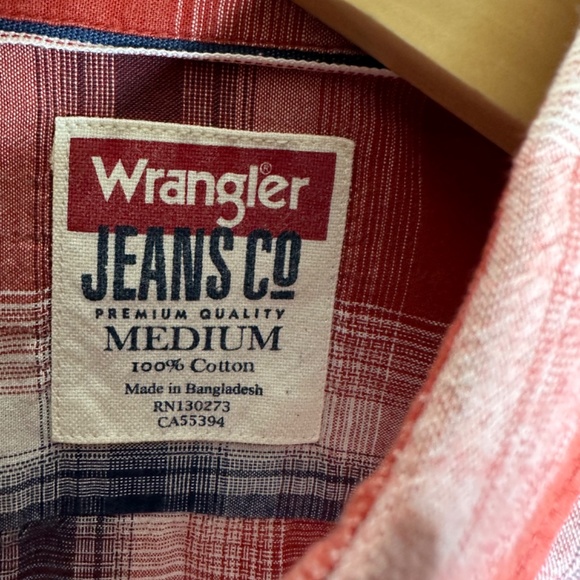 Wrangler®
JEANS CO
PREMIUM QUALITY
MEDIUM
100% Cotton
Made in Bangladesh
RN130273
CA55394